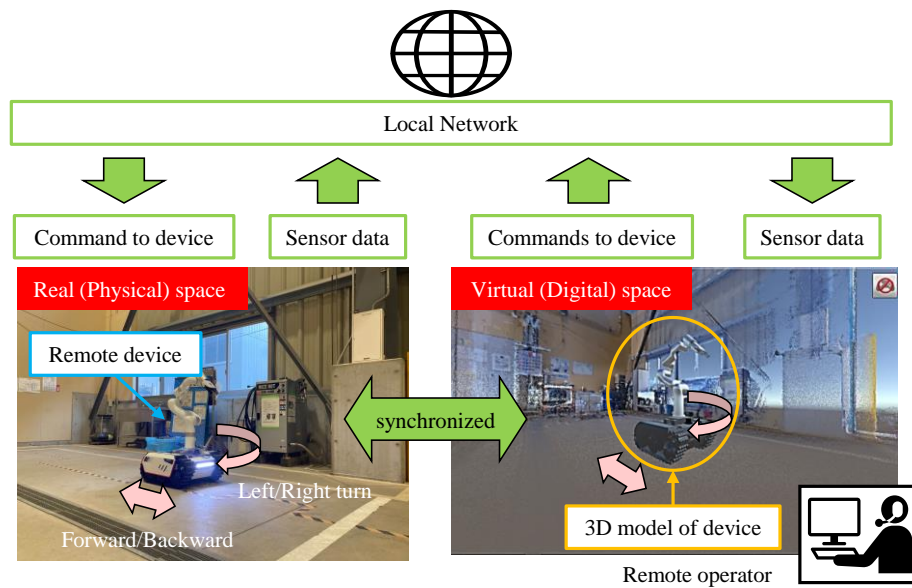 Local Network
Command to device
Sensor data
Commands to device
Sensor data
Real (Physical) space
Virtual (Digital) space
Remote device
synchronized
Left/Right turn
Forward/Backward
3D model of device
Remote operator